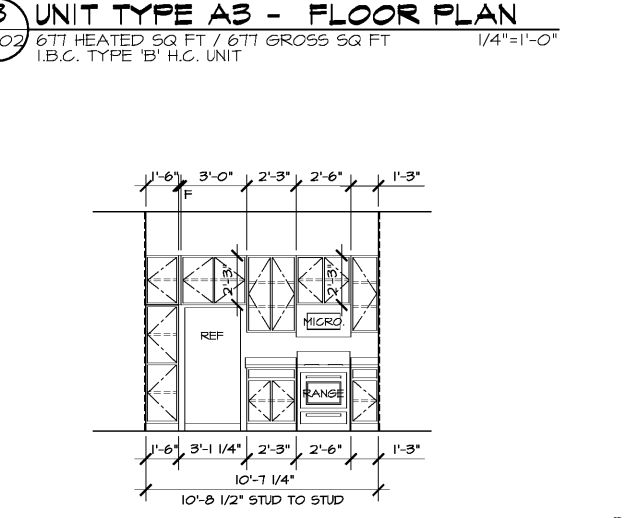 3 UNIT TYPE A3 - FLOOR PLAN
02 677 HEATED SQ FT / 677 GROSS SQ FT 1/4"=1'-0"
I.B.C. TYPE 'B' H.C. UNIT
1'-6" 3'-0" 2'-3" 2'-6" 1'-3"
F
2'-3" 2'-3"
MICRO.
REF
RANGE
1'-6" 3'-1 1/4" 2'-3" 2'-6" 1'-3"
10'-7 1/4"
10'-8 1/2" STUD TO STUD